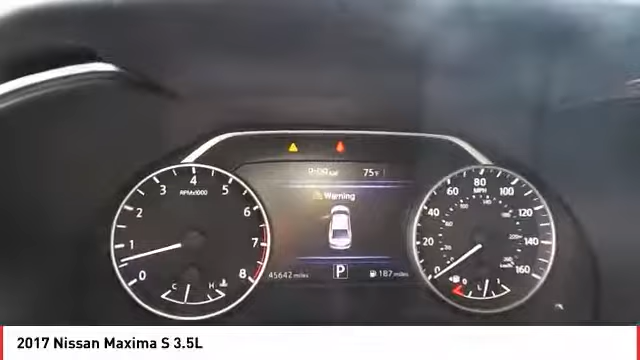 75°F
Warning
45642 miles
P
187 miles
RPMx1000
0 1 2 3 4 5 6 7 8
C H
MPH
0 20 40 60 80 100 120 140 160
2017 Nissan Maxima S 3.5L